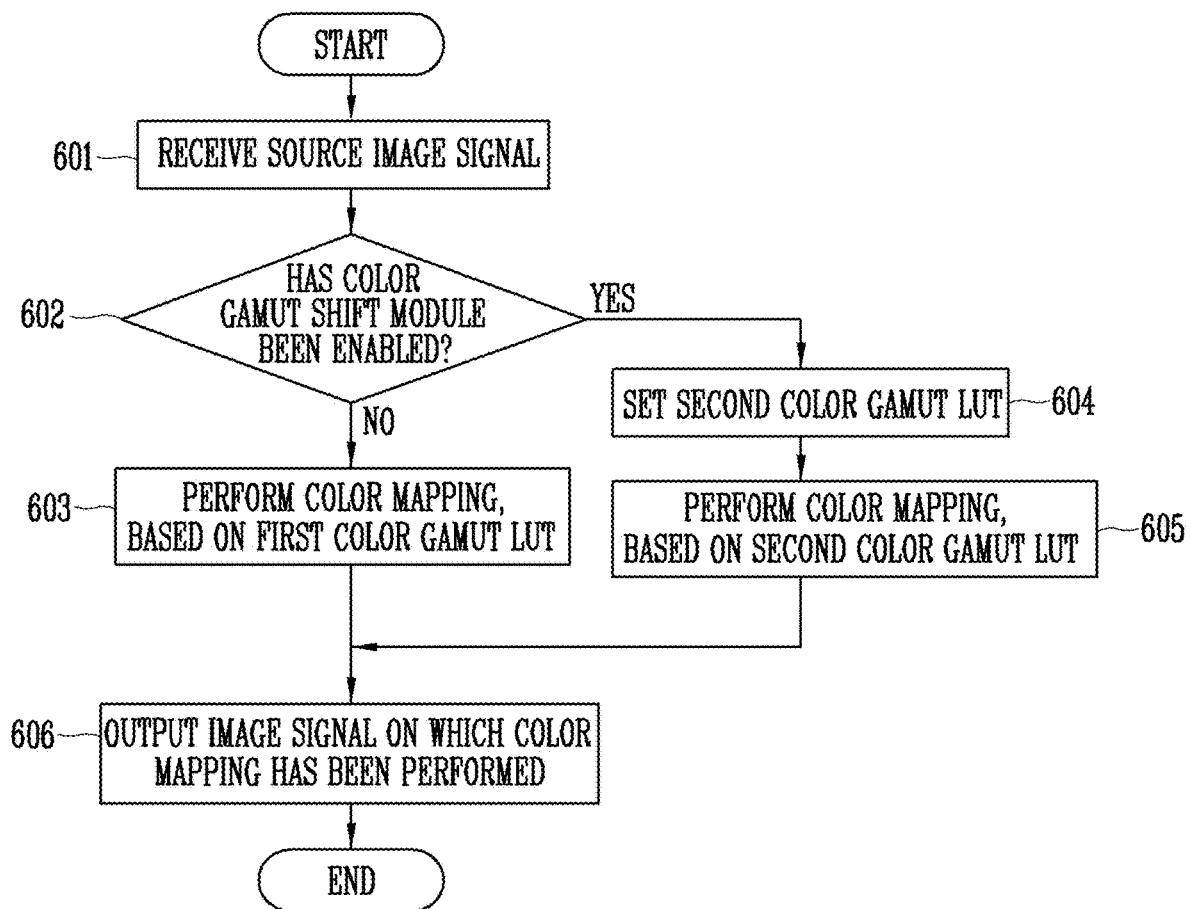 START
601
RECEIVE SOURCE IMAGE SIGNAL
602
HAS COLOR
GAMUT SHIFT MODULE
BEEN ENABLED?
YES
NO
SET SECOND COLOR GAMUT LUT
604
603
PERFORM COLOR MAPPING,
BASED ON FIRST COLOR GAMUT LUT
PERFORM COLOR MAPPING,
BASED ON SECOND COLOR GAMUT LUT
605
606
OUTPUT IMAGE SIGNAL ON WHICH COLOR
MAPPING HAS BEEN PERFORMED
END